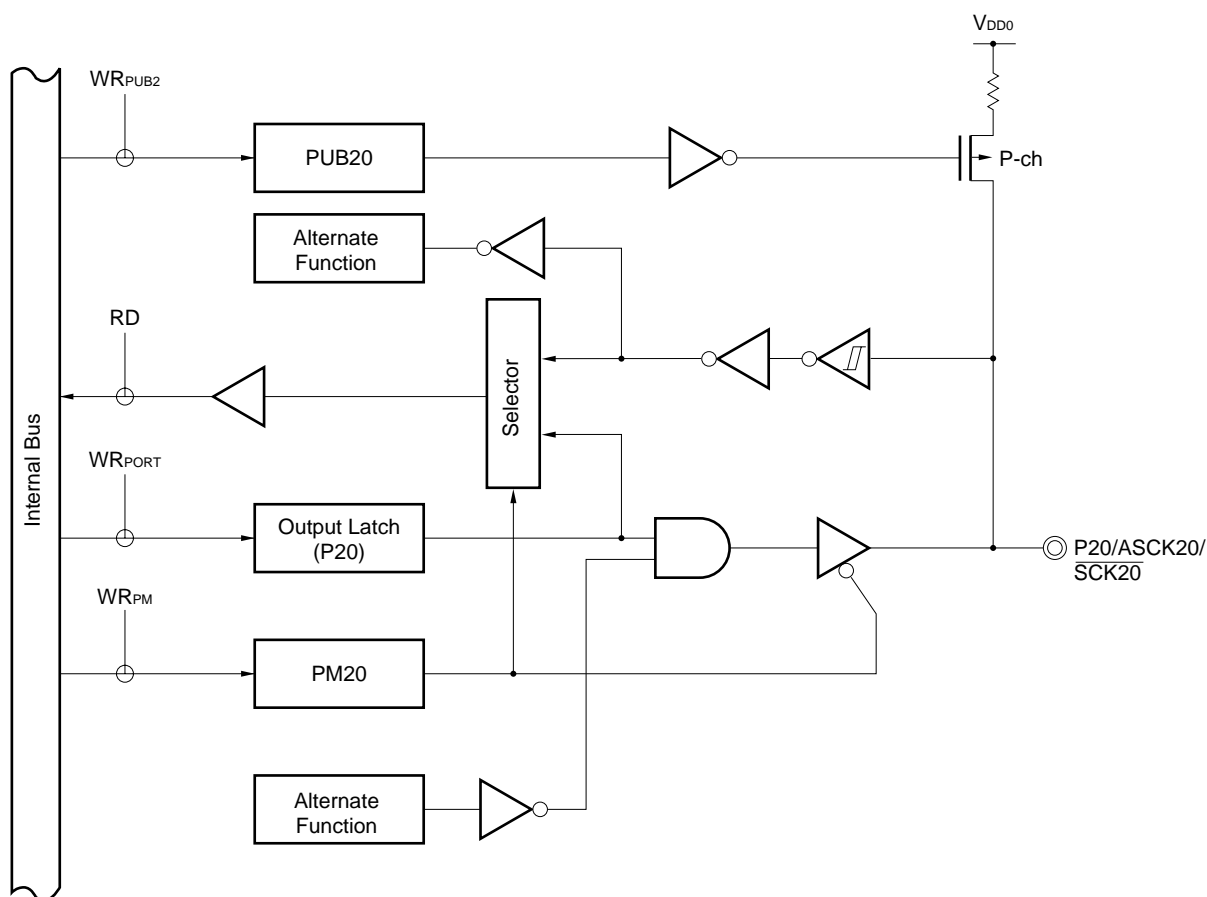 VDD0
WRPUB2
PUB20
P-ch
Alternate
Function
RD
Selector
Internal Bus
WRPORT
Output Latch
(P20)
P20/ASCK20/
SCK20
WRPM
PM20
Alternate
Function